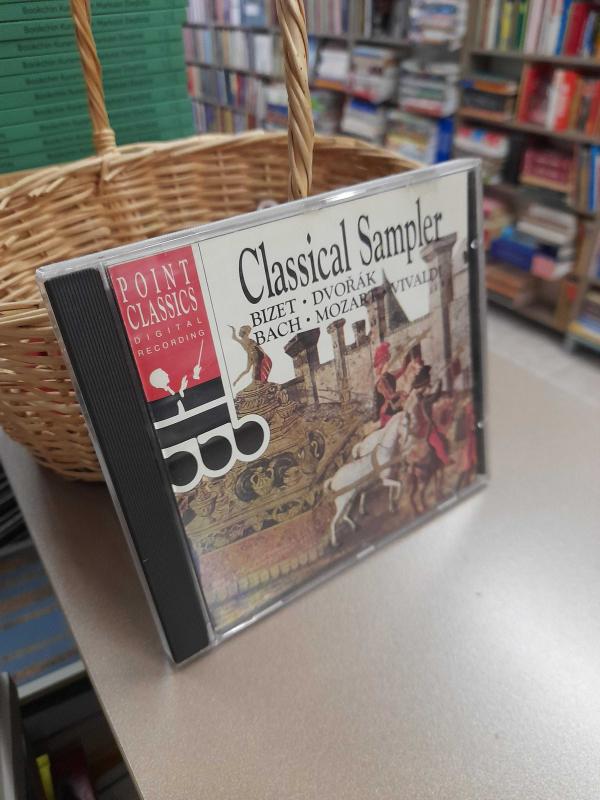 POINT
CLASSICS
DIGITAL
RECORDING
Classical Sampler
BIZET · DVOŘÁK
BACH · MOZART · VIVALDI